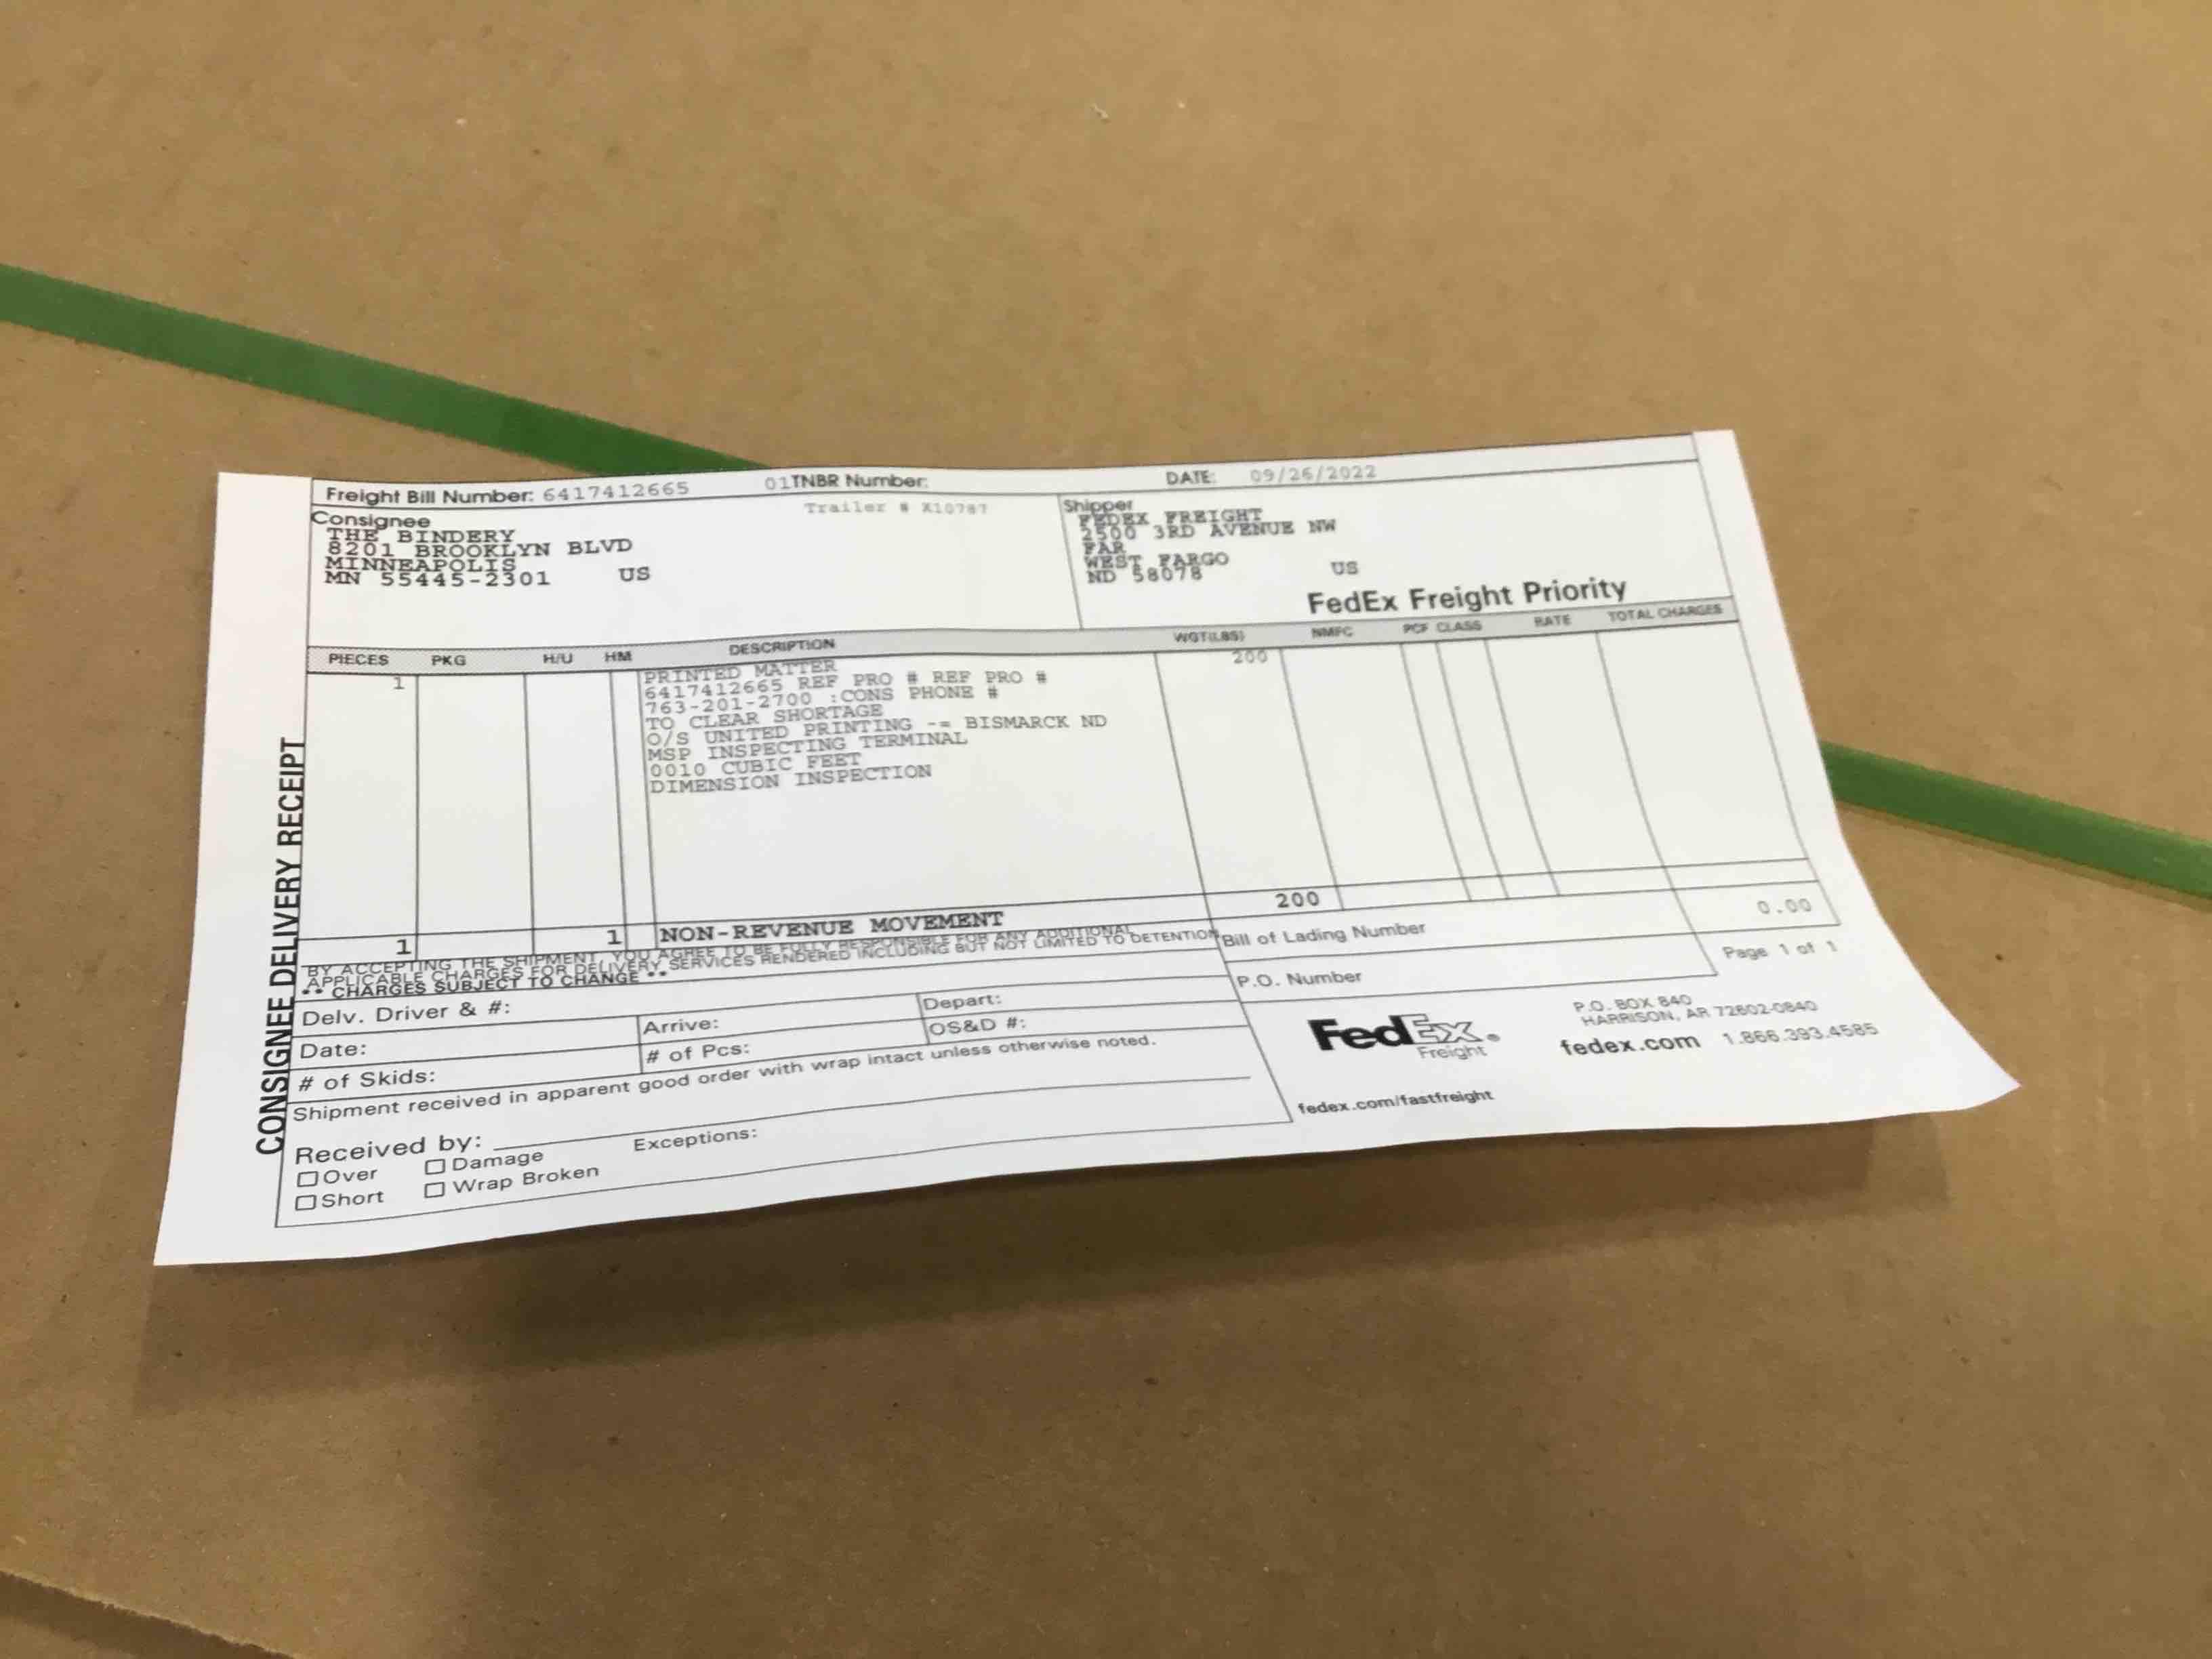 Freight Bill Number: 6417412665 01TNBR Number: DATE: 09/26/2022
Trailer # X10787
Consignee
THE BINDERY
8201 BROOKLYN BLVD
MINNEAPOLIS
MN 55445-2301 US
Shipper
FEDEX FREIGHT
2500 3RD AVENUE NW
FAR
WEST FARGO
ND 58078 US
FedEx Freight Priority
PIECES PKG H/U HM DESCRIPTION WGT(LBS) NMFC PCF CLASS RATE TOTAL CHARGES
1 PRINTED MATTER 200
6417412665 REF PRO # REF PRO #
763-201-2700 :CONS PHONE #
TO CLEAR SHORTAGE
O/S UNITED PRINTING -= BISMARCK ND
MSP INSPECTING TERMINAL
0010 CUBIC FEET
DIMENSION INSPECTION
1 1 NON-REVENUE MOVEMENT 200 0.00
BY ACCEPTING THE SHIPMENT, YOU AGREE TO BE FULLY RESPONSIBLE FOR ANY ADDITIONAL
APPLICABLE CHARGES FOR DELIVERY SERVICES RENDERED INCLUDING BUT NOT LIMITED TO DETENTION
** CHARGES SUBJECT TO CHANGE **
Bill of Lading Number
Page 1 of 1
P.O. Number
Delv. Driver & #:
Arrive: Depart:
Date:
# of Pcs: OS&D #:
# of Skids:
Shipment received in apparent good order with wrap intact unless otherwise noted.
Received by:
Over Damage Exceptions:
Short Wrap Broken
CONSIGNEE DELIVERY RECEIPT
FedEx®
Freight
P.O. BOX 840
HARRISON, AR 72602-0840
fedex.com 1.866.393.4585
fedex.com/fastfreight